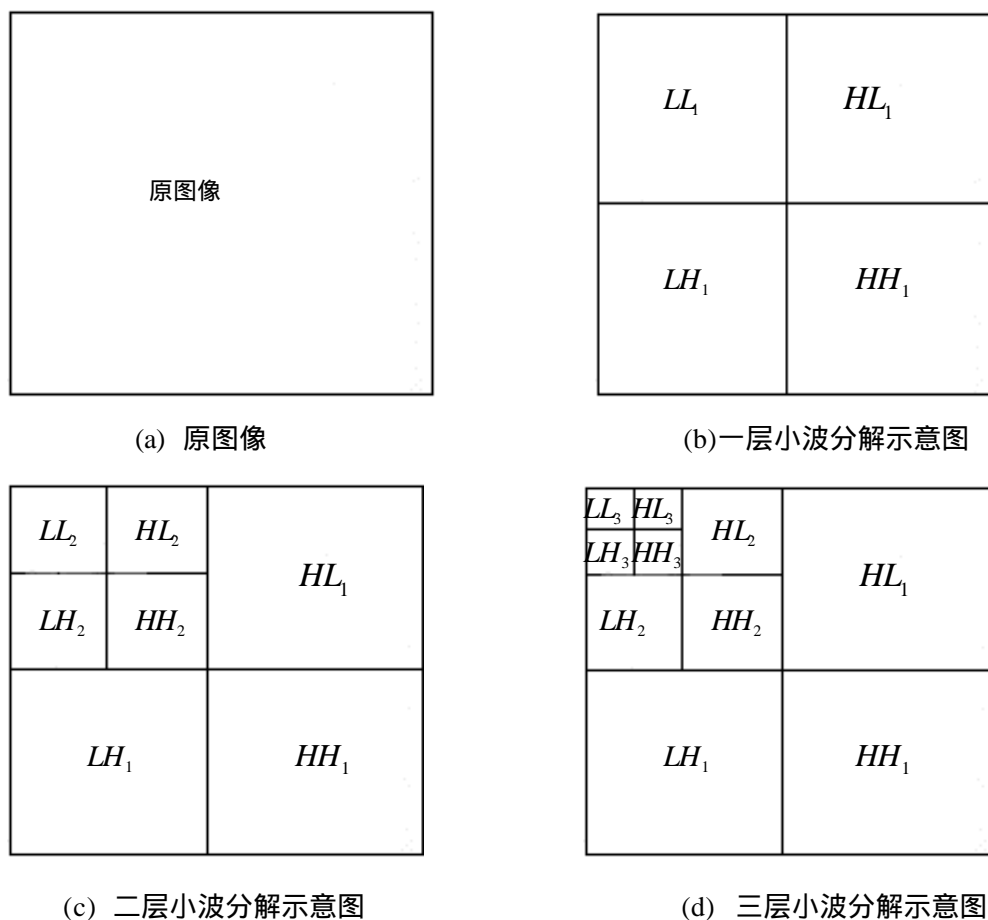 原图像
LL₁ HL₁
LH₁ HH₁
(a) 原图像
(b)一层小波分解示意图
LL₂ HL₂
HL₁
LH₂ HH₂
LH₁ HH₁
LL₃ HL₃
HL₂
LH₃ HH₃
HL₁
LH₂ HH₂
LH₁ HH₁
(c) 二层小波分解示意图
(d) 三层小波分解示意图